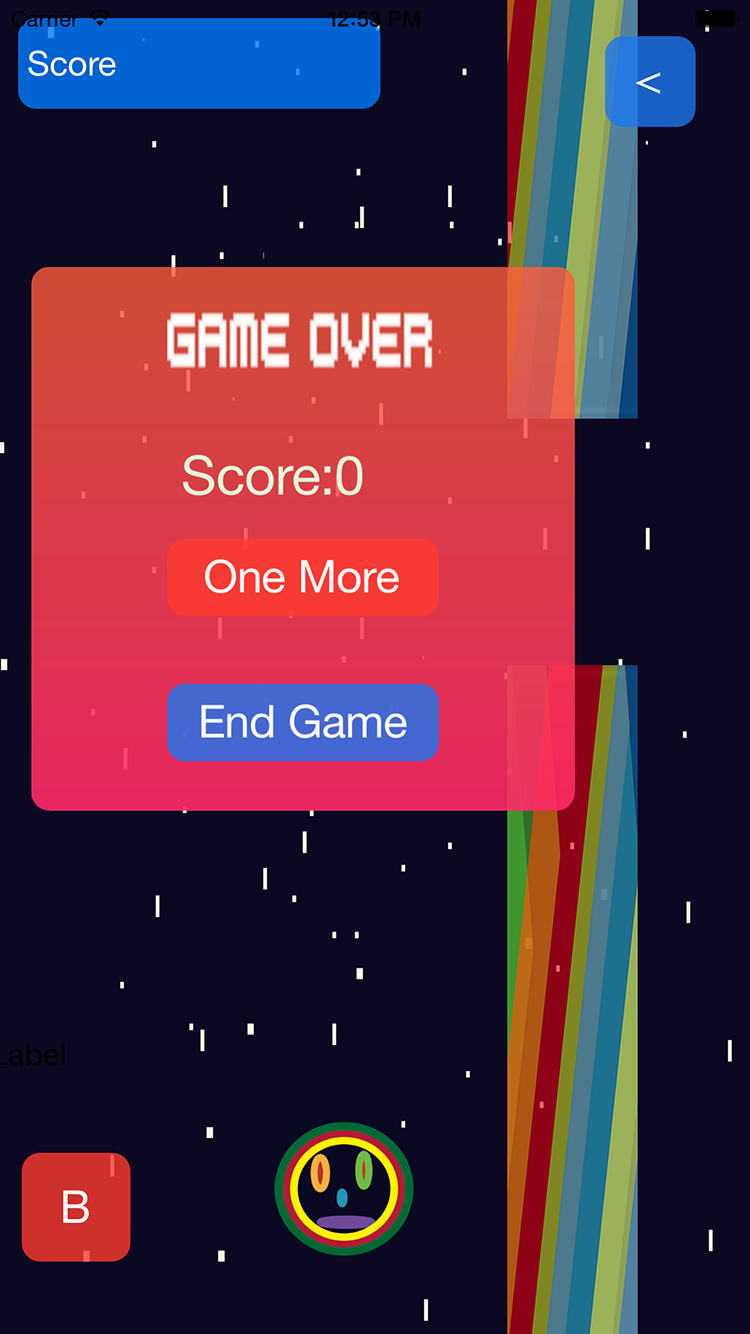 Carrier 12:53 PM
Score
<
GAME OVER
Score:0
One More
End Game
Label
B